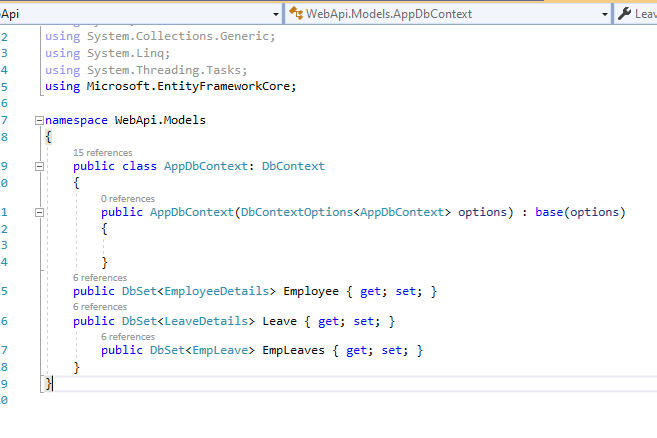 Api
WebApi.Models.AppDbContext
Leave
2 using System.Collections.Generic;
3 using System.Linq;
4 using System.Threading.Tasks;
5 using Microsoft.EntityFrameworkCore;
6
7 namespace WebApi.Models
8 {
15 references
9 public class AppDbContext: DbContext
0 {
0 references
1 public AppDbContext(DbContextOptions<AppDbContext> options) : base(options)
2 {
3
4 }
6 references
5 public DbSet<EmployeeDetails> Employee { get; set; }
6 references
6 public DbSet<LeaveDetails> Leave { get; set; }
6 references
7 public DbSet<EmpLeave> EmpLeaves { get; set; }
8 }
9 }
0